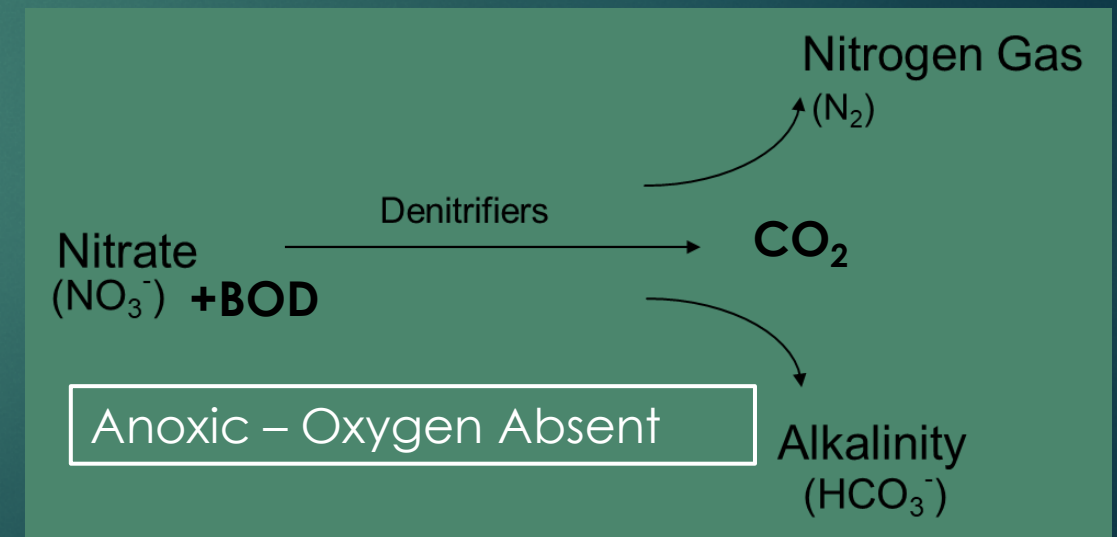 Nitrogen Gas
(N₂)
Denitrifiers
Nitrate
(NO₃⁻) +BOD
CO₂
Anoxic – Oxygen Absent
Alkalinity
(HCO₃⁻)